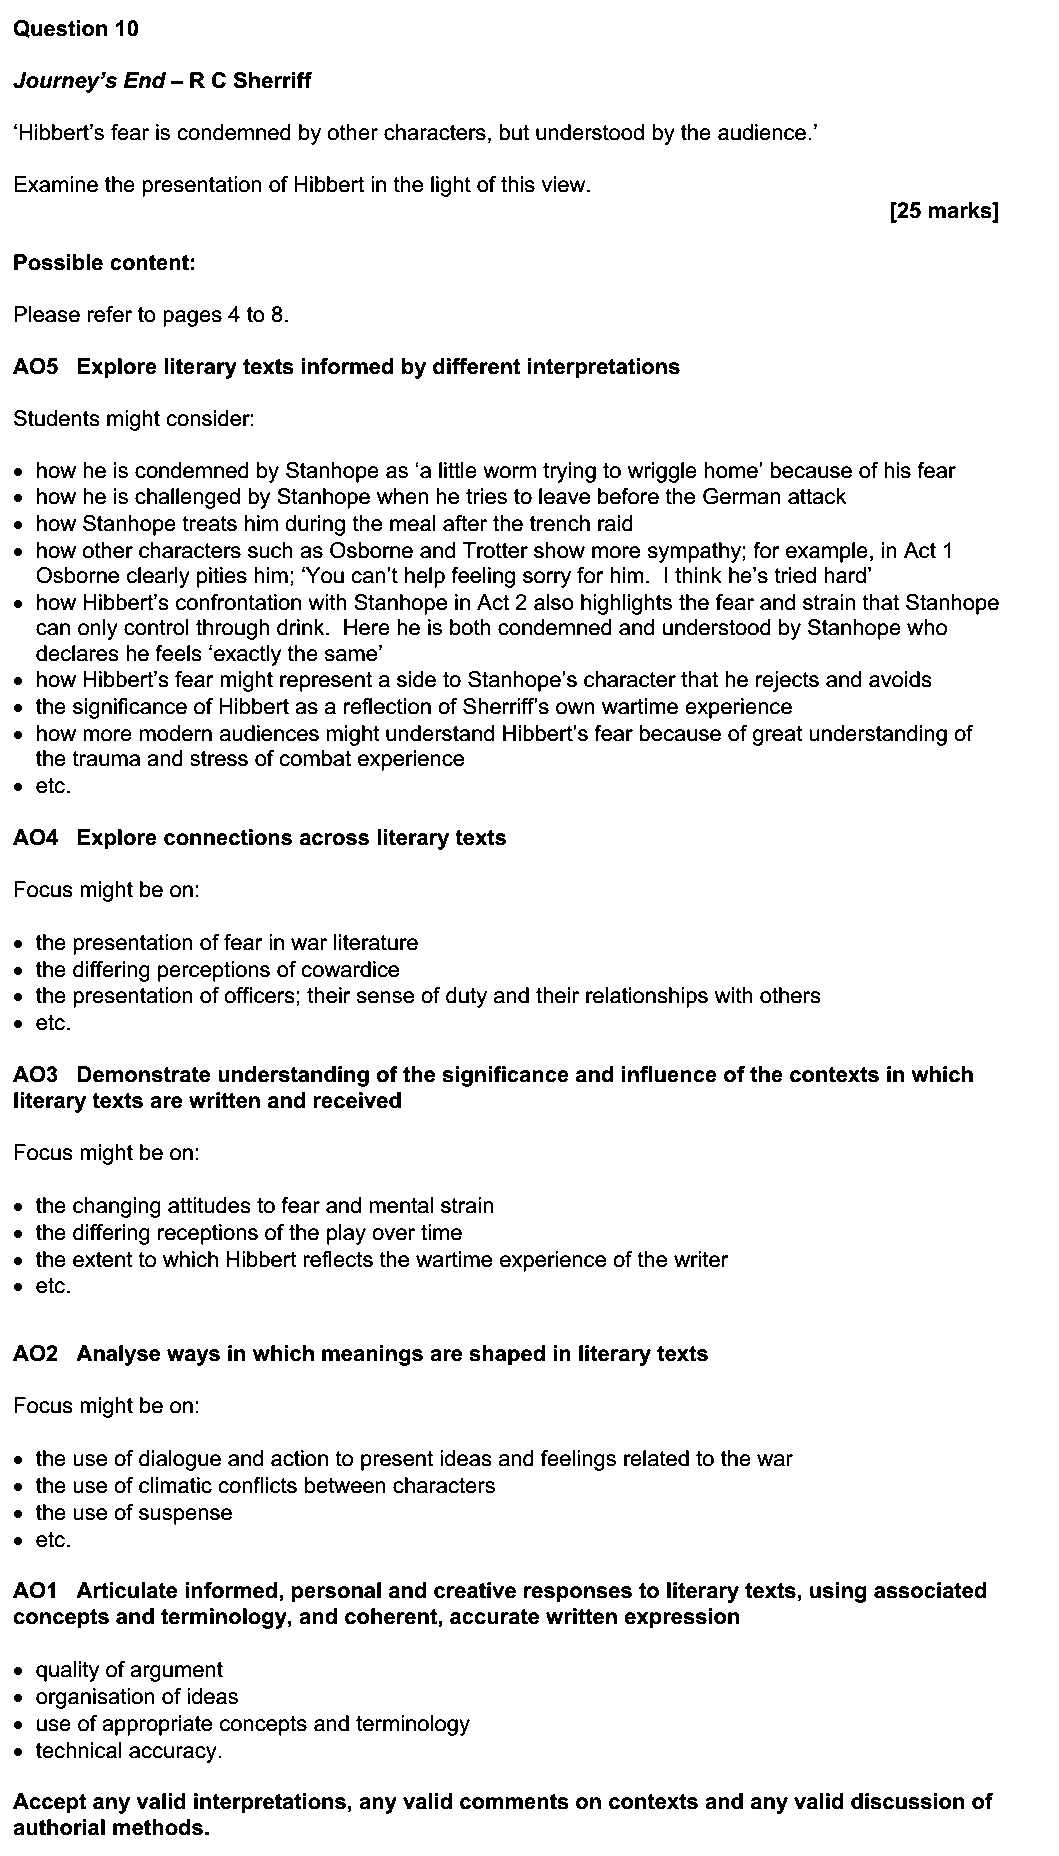 Question 10
Journey’s End – R C Sherriff
‘Hibbert’s fear is condemned by other characters, but understood by the audience.’
Examine the presentation of Hibbert in the light of this view.
[25 marks]
Possible content:
Please refer to pages 4 to 8.
AO5 Explore literary texts informed by different interpretations
Students might consider:
• how he is condemned by Stanhope as ‘a little worm trying to wriggle home’ because of his fear
• how he is challenged by Stanhope when he tries to leave before the German attack
• how Stanhope treats him during the meal after the trench raid
• how other characters such as Osborne and Trotter show more sympathy; for example, in Act 1
Osborne clearly pities him; ‘You can’t help feeling sorry for him. I think he’s tried hard’
• how Hibbert’s confrontation with Stanhope in Act 2 also highlights the fear and strain that Stanhope
can only control through drink. Here he is both condemned and understood by Stanhope who
declares he feels ‘exactly the same’
• how Hibbert’s fear might represent a side to Stanhope’s character that he rejects and avoids
• the significance of Hibbert as a reflection of Sherriff’s own wartime experience
• how more modern audiences might understand Hibbert’s fear because of great understanding of
the trauma and stress of combat experience
• etc.
AO4 Explore connections across literary texts
Focus might be on:
• the presentation of fear in war literature
• the differing perceptions of cowardice
• the presentation of officers; their sense of duty and their relationships with others
• etc.
AO3 Demonstrate understanding of the significance and influence of the contexts in which
literary texts are written and received
Focus might be on:
• the changing attitudes to fear and mental strain
• the differing receptions of the play over time
• the extent to which Hibbert reflects the wartime experience of the writer
• etc.
AO2 Analyse ways in which meanings are shaped in literary texts
Focus might be on:
• the use of dialogue and action to present ideas and feelings related to the war
• the use of climatic conflicts between characters
• the use of suspense
• etc.
AO1 Articulate informed, personal and creative responses to literary texts, using associated
concepts and terminology, and coherent, accurate written expression
• quality of argument
• organisation of ideas
• use of appropriate concepts and terminology
• technical accuracy.
Accept any valid interpretations, any valid comments on contexts and any valid discussion of
authorial methods.